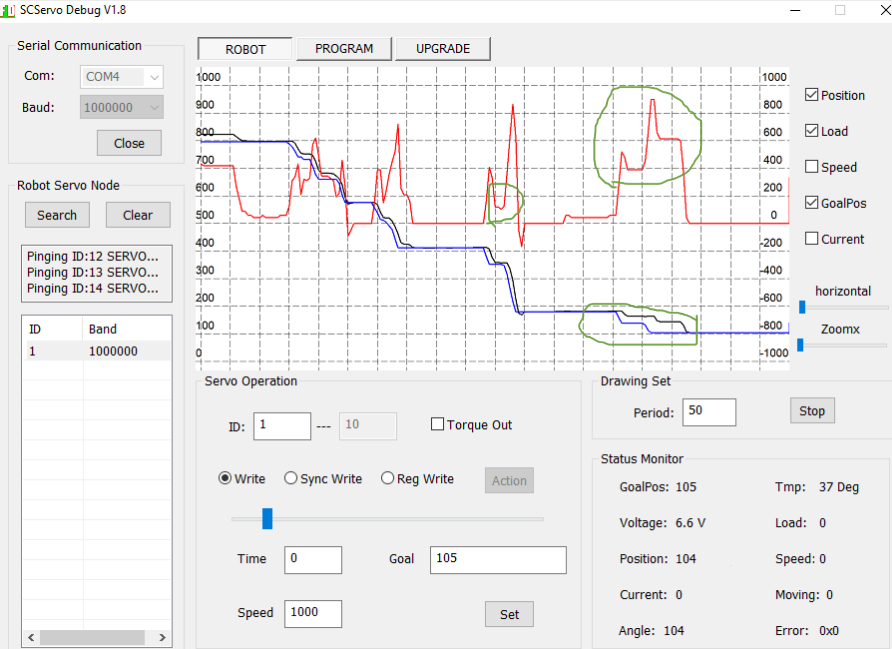 SCServo Debug V1.8
Serial Communication
Com: COM4
Baud: 1000000
Close
Robot Servo Node
Search Clear
Pinging ID:12 SERVO...
Pinging ID:13 SERVO...
Pinging ID:14 SERVO...
ID Band
1 1000000
ROBOT PROGRAM UPGRADE
1000 1000
900 800
800 600
700 400
600 200
500 0
400 -200
300 -400
200 -600
100 -800
0 -1000
Position
Load
Speed
GoalPos
Current
horizontal
Zoomx
Servo Operation
ID: 1 --- 10 Torque Out
Write Sync Write Reg Write Action
Time 0 Goal 105
Speed 1000 Set
Drawing Set
Period: 50 Stop
Status Monitor
GoalPos: 105 Tmp: 37 Deg
Voltage: 6.6 V Load: 0
Position: 104 Speed: 0
Current: 0 Moving: 0
Angle: 104 Error: 0x0